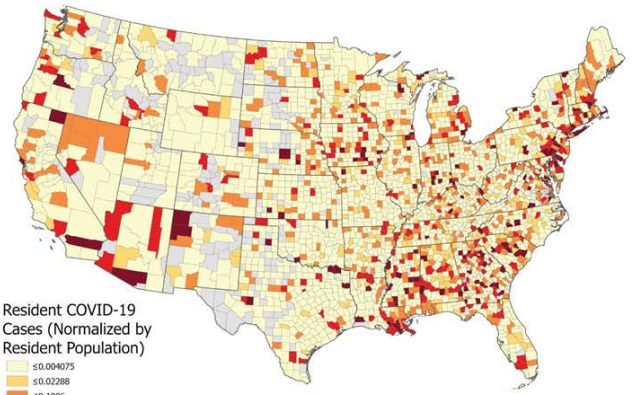 Resident COVID-19
Cases (Normalized by
Resident Population)
≤0.004075
≤0.02288